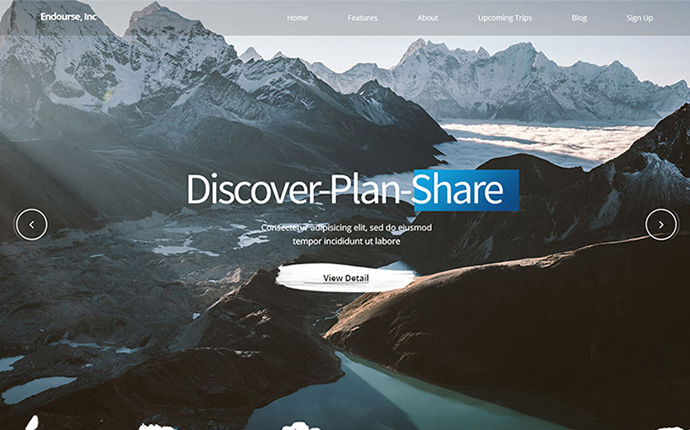 Endourse, Inc
Home Features About Upcoming Trips Blog Sign Up
Discover-Plan-Share
Consectetur adipisicing elit, sed do eiusmod
tempor incididunt ut labore
View Detail